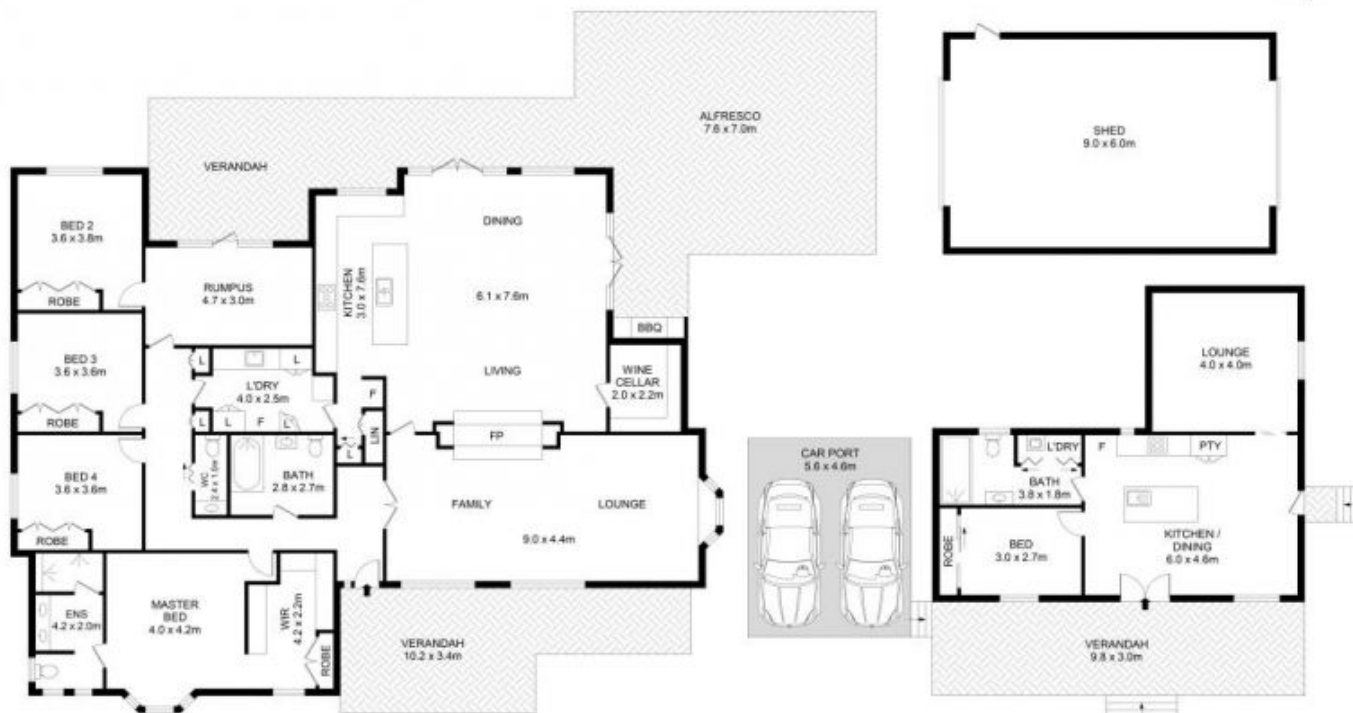 ALFRESCO
7.6 x 7.0m
VERANDAH
BED 2
3.6 x 3.8m
ROBE
RUMPUS
4.7 x 3.0m
KITCHEN
3.0 x 7.6m
DINING
6.1 x 7.6m
LIVING
BBQ
WINE
CELLAR
2.0 x 2.2m
BED 3
3.6 x 3.6m
ROBE
L
L
L'DRY
4.0 x 2.5m
L
L
F
L
F
LIN
L
FP
BED 4
3.6 x 3.6m
ROBE
WC
2.4 x 1.0m
BATH
2.8 x 2.7m
FAMILY
LOUNGE
9.0 x 4.4m
ENS
4.2 x 2.0m
MASTER
BED
4.0 x 4.2m
WIR
4.2 x 2.2m
ROBE
VERANDAH
10.2 x 3.4m
CAR PORT
5.6 x 4.6m
SHED
9.0 x 6.0m
LOUNGE
4.0 x 4.0m
L'DRY
F
PTY
BATH
3.8 x 1.8m
ROBE
BED
3.0 x 2.7m
KITCHEN /
DINING
6.0 x 4.6m
VERANDAH
9.8 x 3.0m